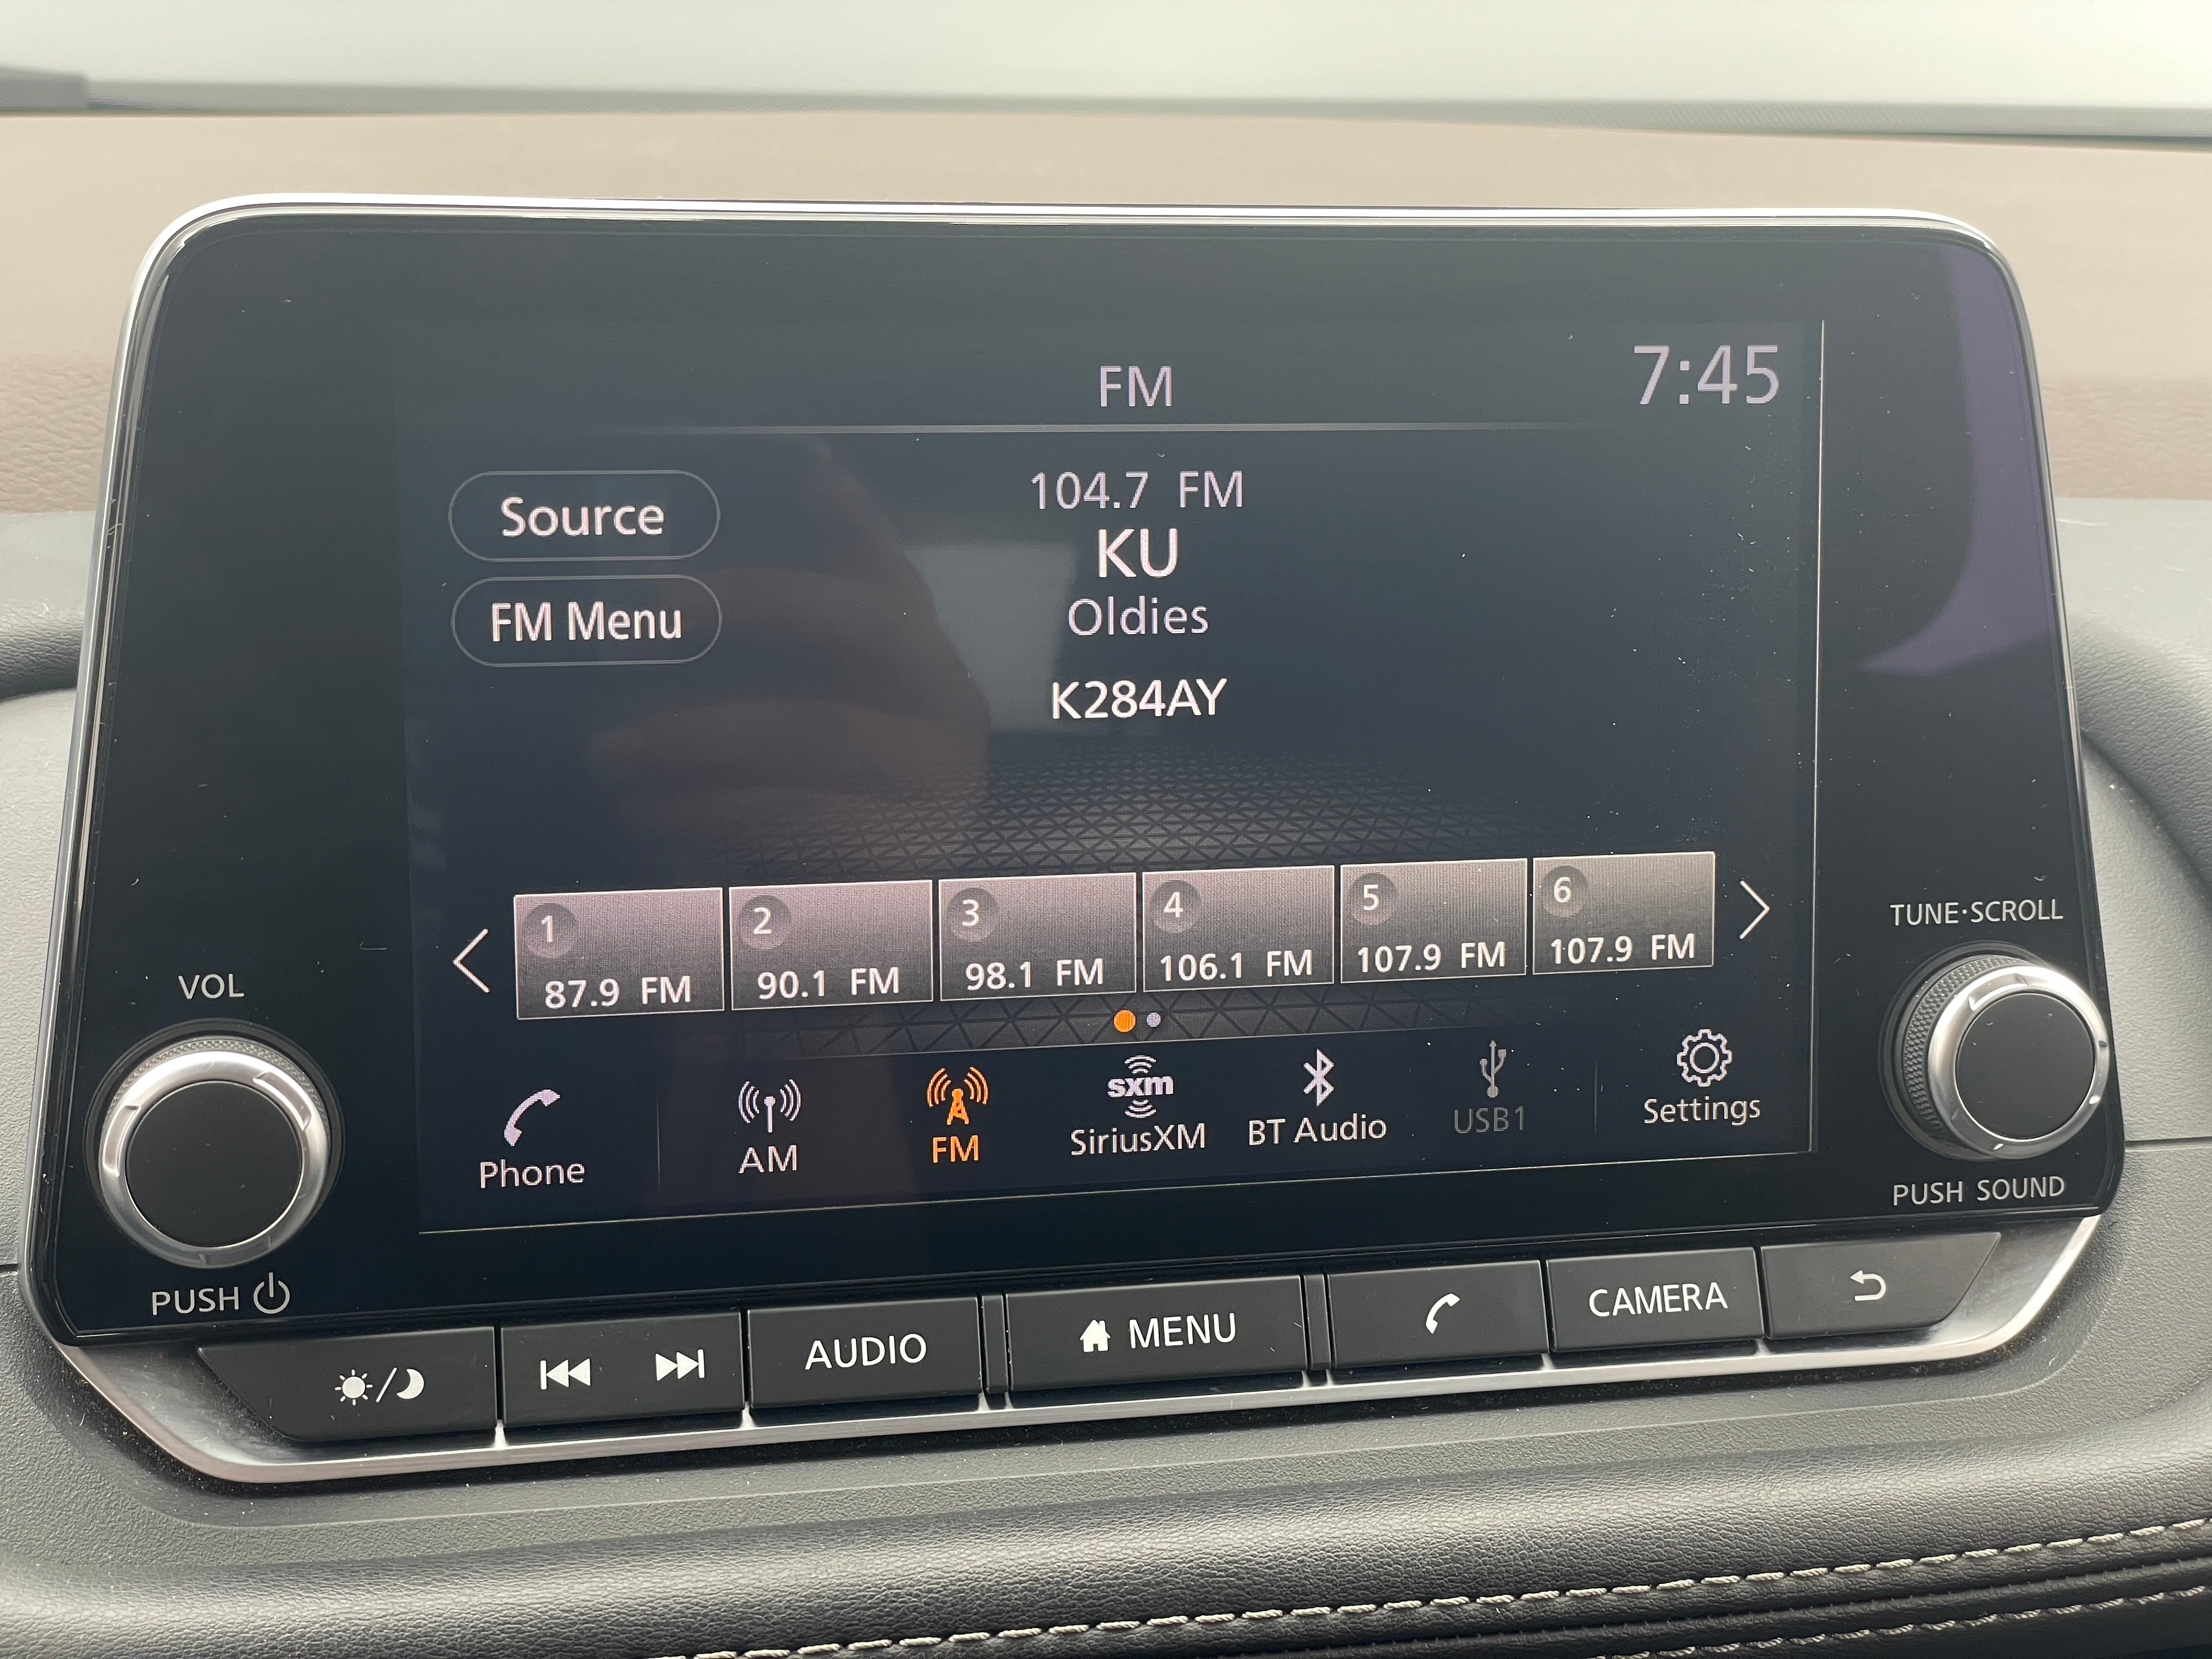 FM
7:45
Source
FM Menu
104.7 FM
KU
Oldies
K284AY
1
87.9 FM
2
90.1 FM
3
98.1 FM
4
106.1 FM
5
107.9 FM
6
107.9 FM
Phone
AM
FM
sxm
SiriusXM
BT Audio
USB1
Settings
VOL
PUSH
TUNE·SCROLL
PUSH SOUND
AUDIO
MENU
CAMERA